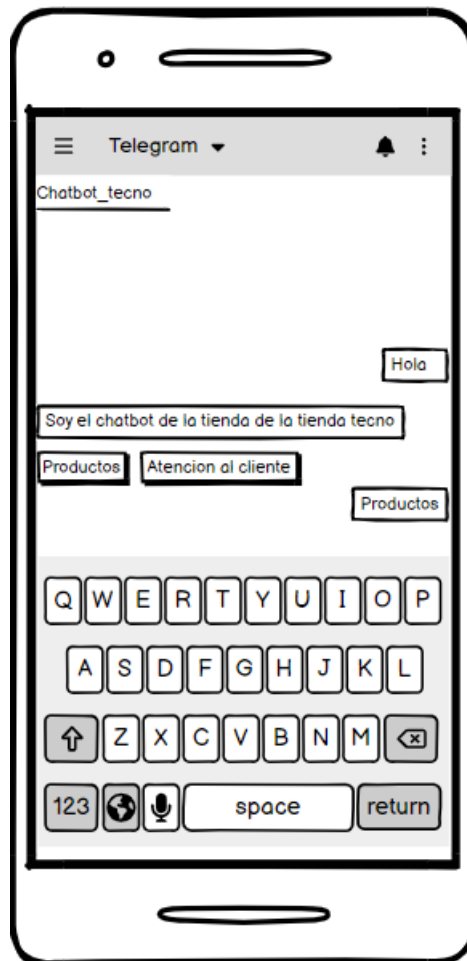 Telegram
Chatbot_tecno
Hola
Soy el chatbot de la tienda de la tienda tecno
Productos Atencion al cliente
Productos
Q W E R T Y U I O P
A S D F G H J K L
Z X C V B N M
123 space return